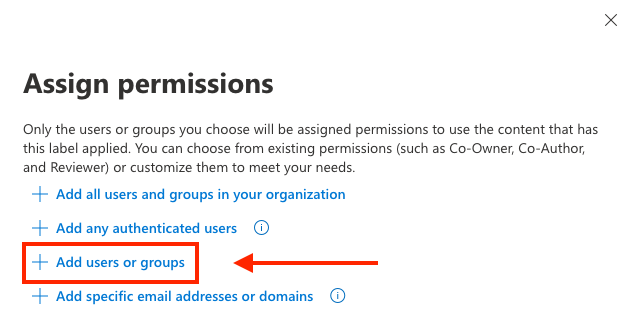 Assign permissions
Only the users or groups you choose will be assigned permissions to use the content that has
this label applied. You can choose from existing permissions (such as Co-Owner, Co-Author,
and Reviewer) or customize them to meet your needs.
Add all users and groups in your organization
Add any authenticated users
Add users or groups
Add specific email addresses or domains